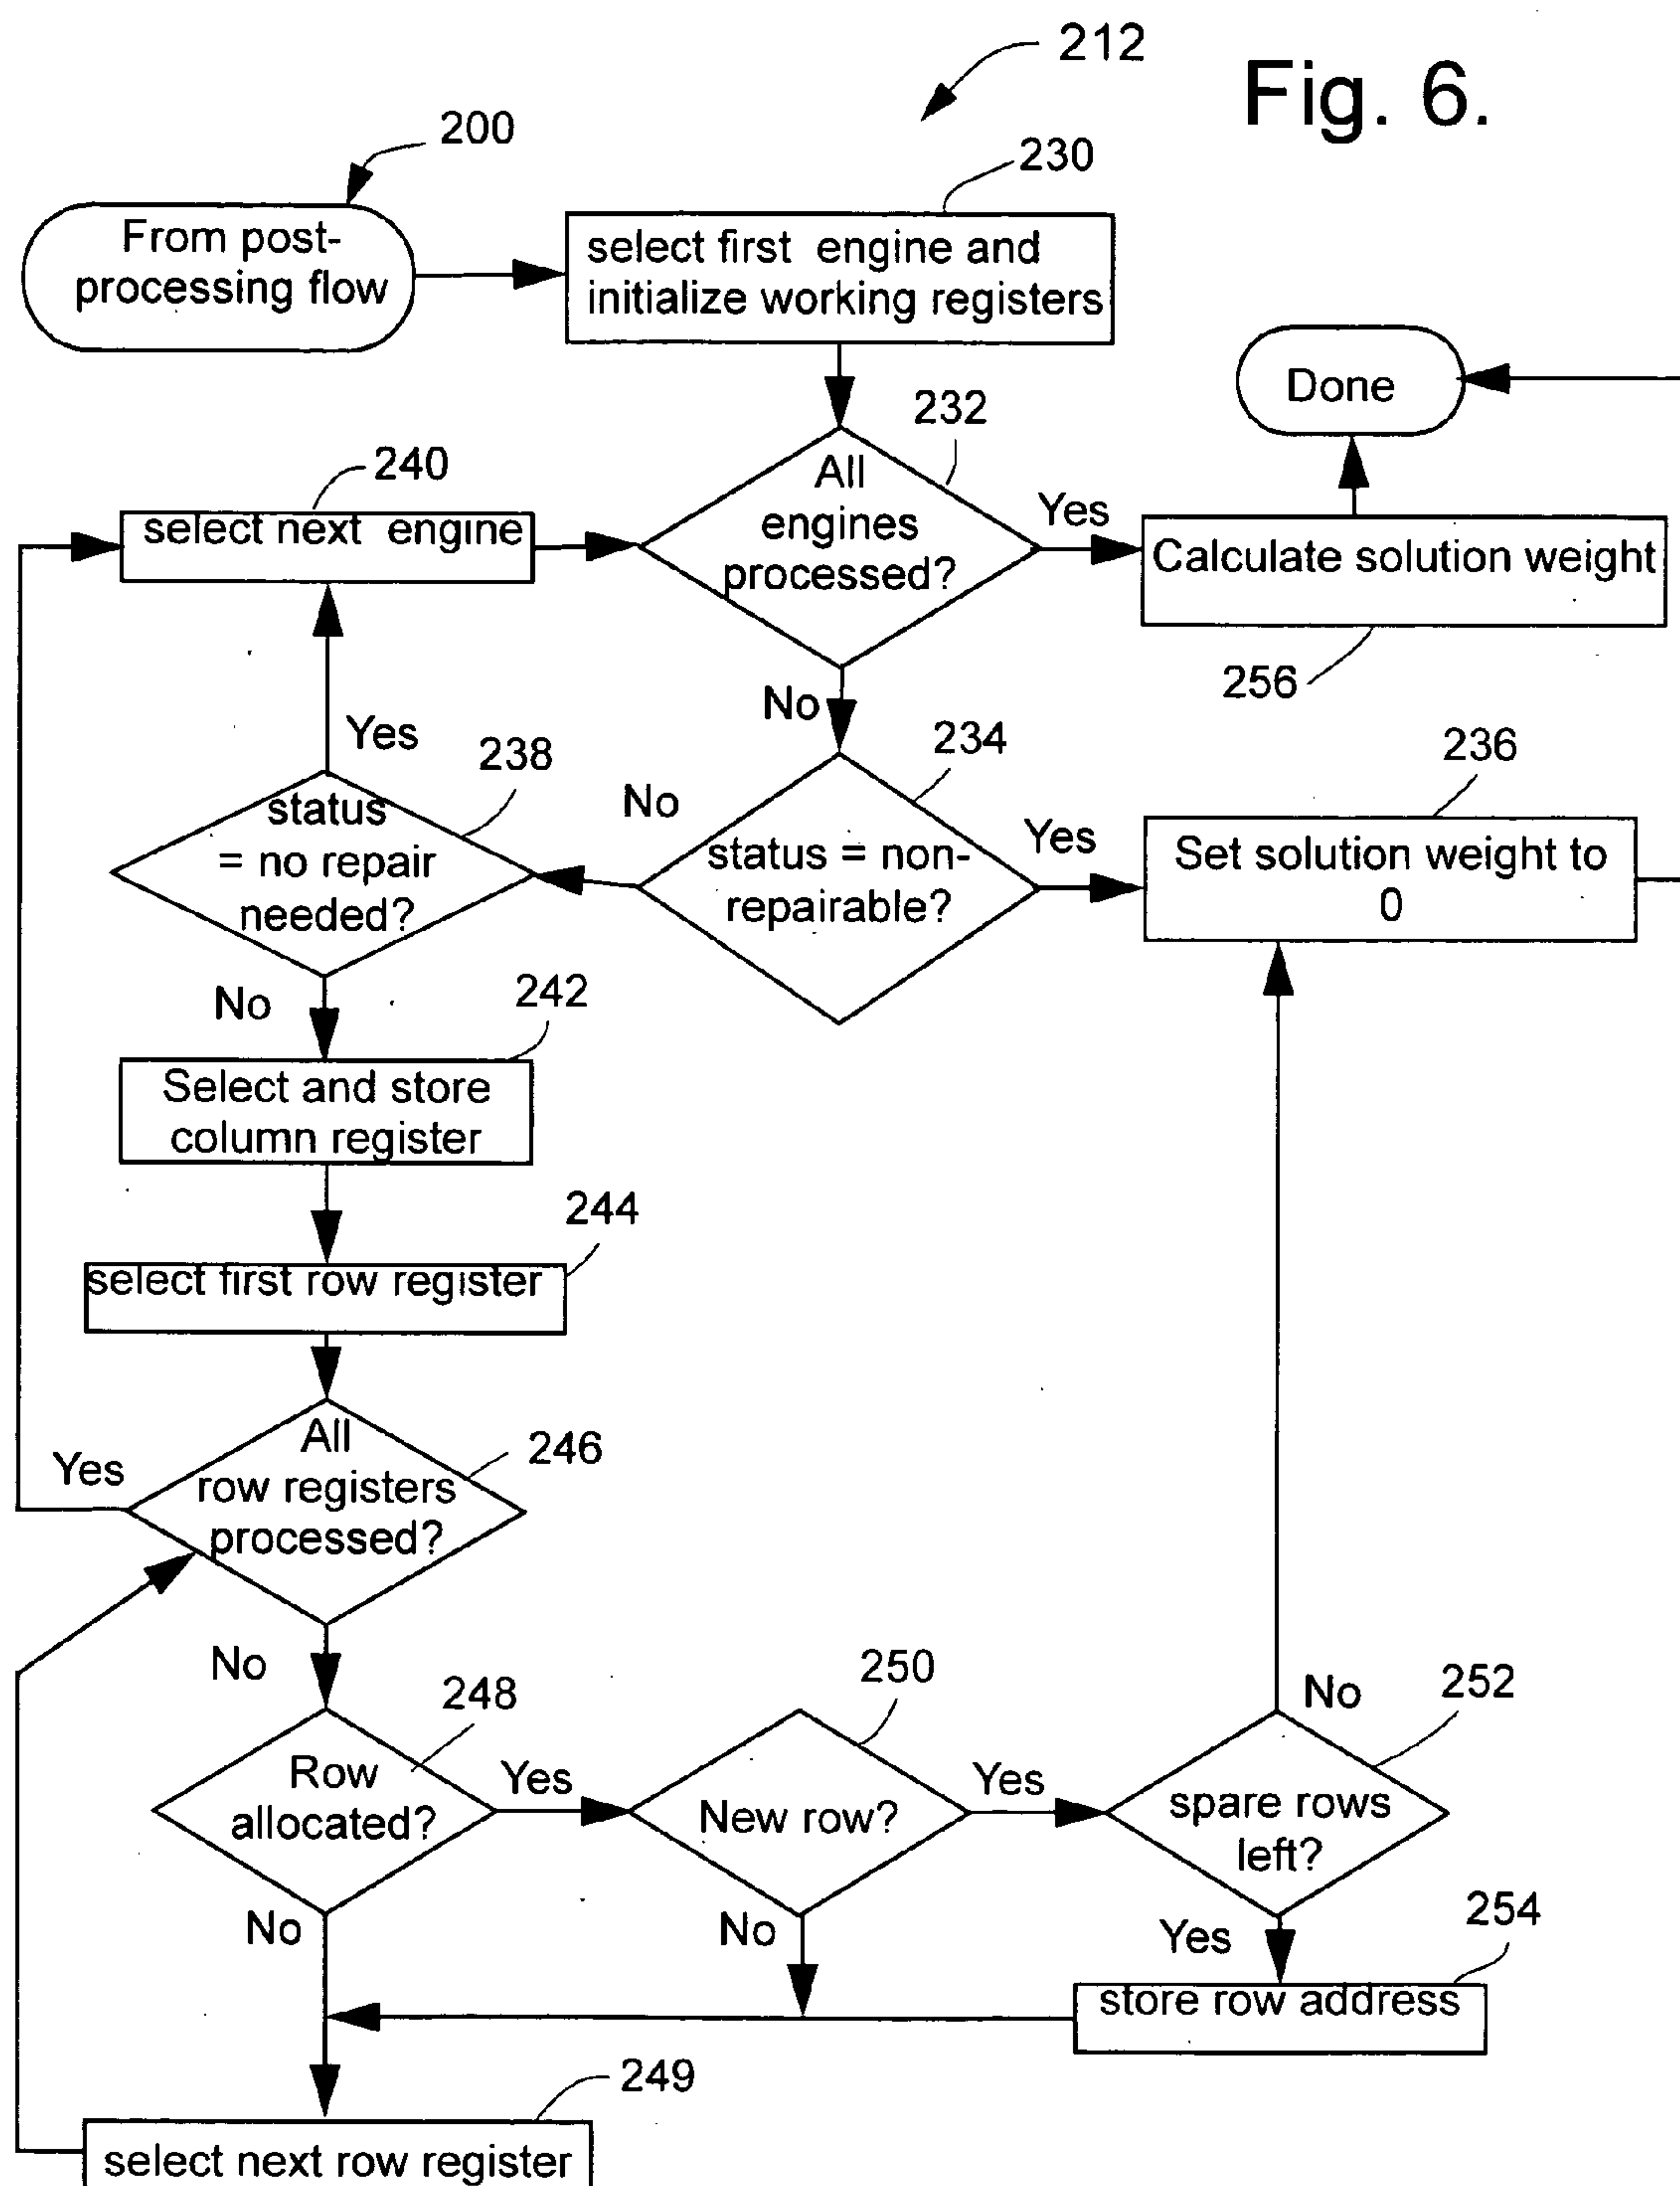 212
Fig. 6.
200
230
From post-
processing flow
select first engine and
initialize working registers
232
Done
240
select next engine
All
engines
processed?
Yes
Calculate solution weight
256
No
Yes
238
234
236
status
= no repair
needed?
No
status = non-
repairable?
Yes
Set solution weight to
0
No
242
Select and store
column register
244
select first row register
246
All
row registers
processed?
Yes
No
248
250
252
No
Row
allocated?
Yes
New row?
Yes
spare rows
left?
No
No
Yes
254
store row address
249
select next row register